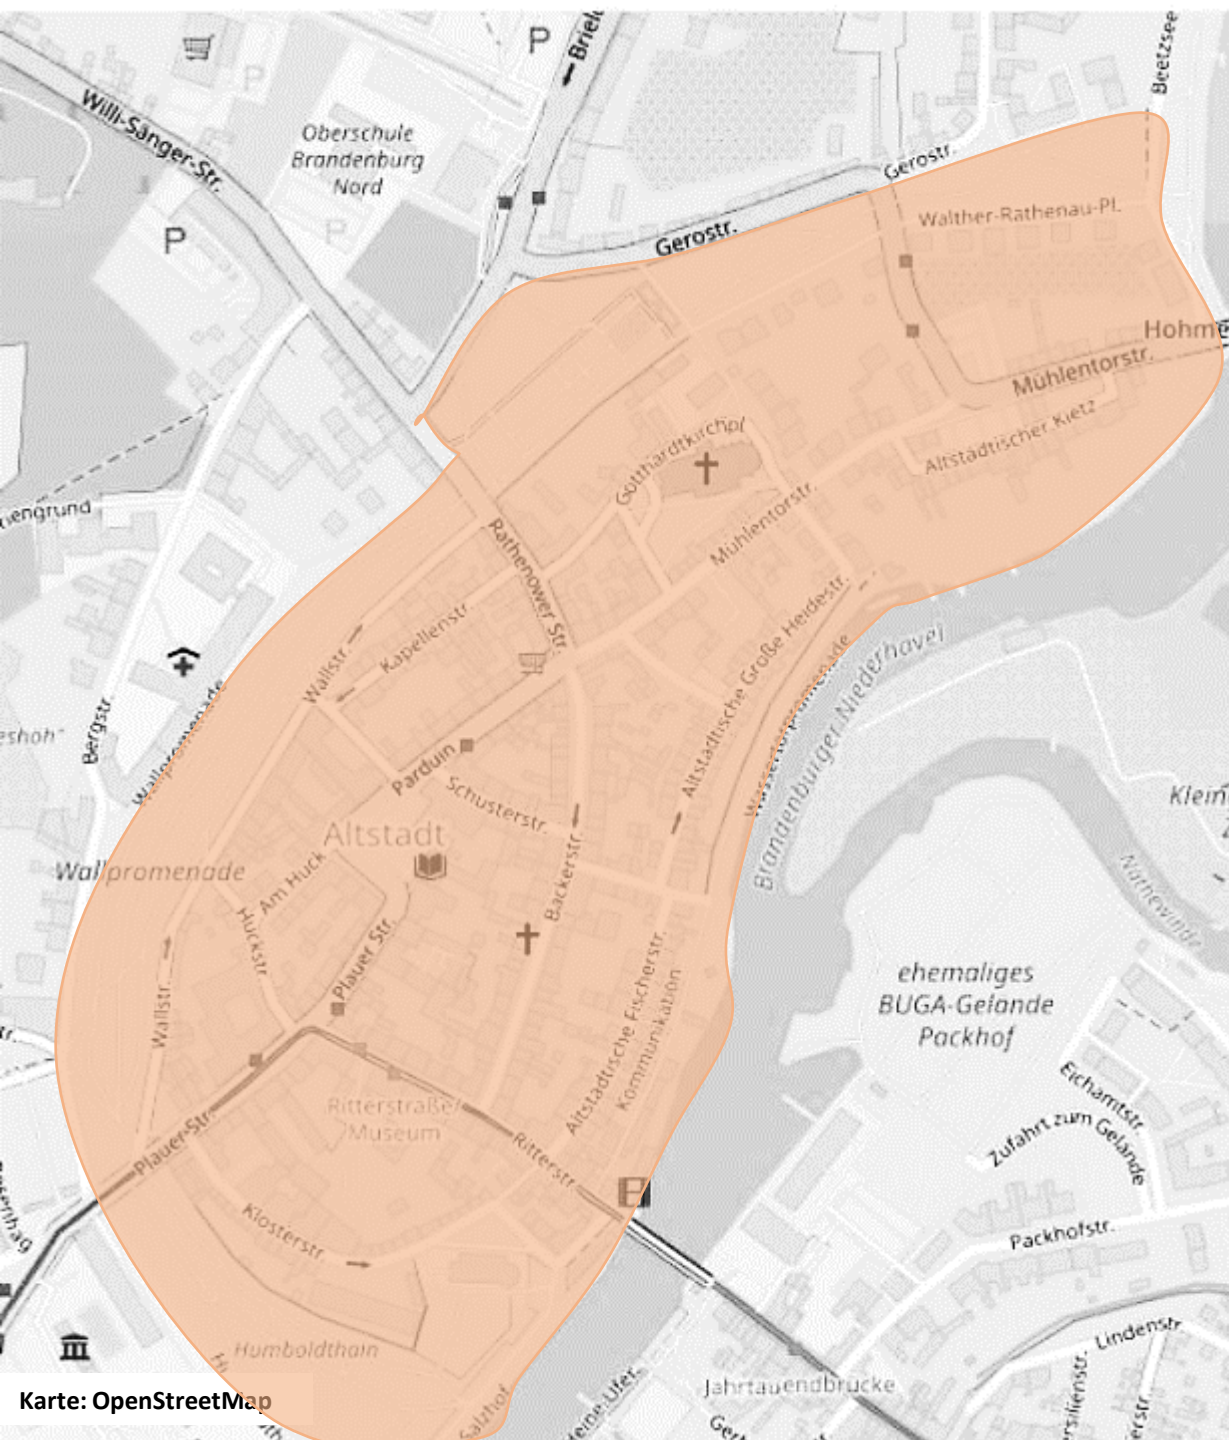 Beetzsee
Willi-Sänger-Str.
P
Oberschule
Brandenburg
Nord
P
P
P
Gerostr.
Gerostr.
Walther-Rathenau-Pl.
Mühlentorstr.
Altstädtischer Kietz
Gotthardtkirchpl
Mühlentorstr.
Rathenower Str.
Kapellenstr
Wallstr.
Altstädtische Große Heidestr.
Wassertorpromenade
Brandenburger Niederhavel
Bergstr.
Wallpromenade
Parduin
Schusterstr.
Altstadt
Wallpromenade
Am Huck
Huckstr
Bäckerstr.
Plauer Str.
Wallstr.
Altstädtische Fischerstr.
Kommunikation
ehemaliges
BUGA-Gelände
Packhof
Eichamtstr.
Zufahrt zum Gelände
Ritterstraße/
Museum
Plauer Str.
Ritterstr
Klosterstr.
Packhofstr.
Humboldthain
Lindenstr
Jahrtausendbrücke
Salzhof
Karte: OpenStreetMap